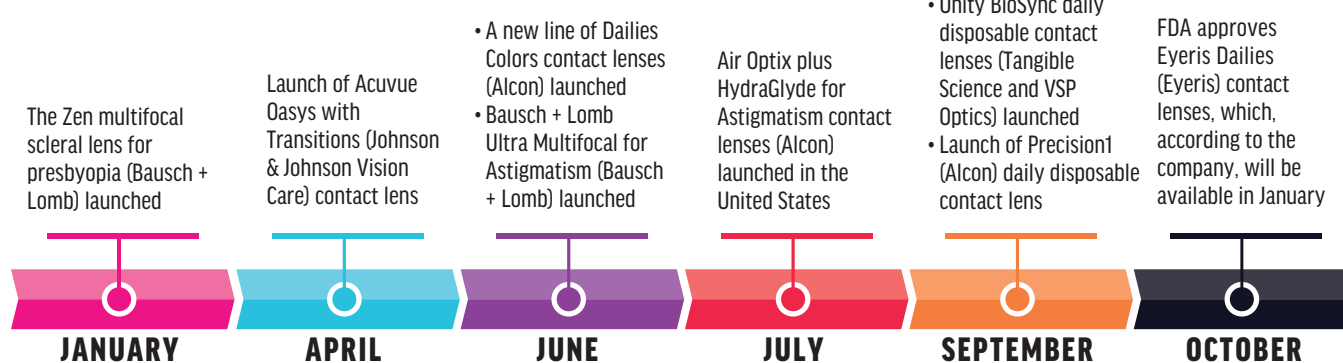 The Zen multifocal
scleral lens for
presbyopia (Bausch +
Lomb) launched
JANUARY
Launch of Acuvue
Oasys with
Transitions (Johnson
& Johnson Vision
Care) contact lens
APRIL
• A new line of Dailies
Colors contact lenses
(Alcon) launched
• Bausch + Lomb
Ultra Multifocal for
Astigmatism (Bausch
+ Lomb) launched
JUNE
Air Optix plus
HydraGlyde for
Astigmatism contact
lenses (Alcon)
launched in the
United States
JULY
• Unity BioSync daily
disposable contact
lenses (Tangible
Science and VSP
Optics) launched
• Launch of Precision1
(Alcon) daily disposable
contact lens
SEPTEMBER
FDA approves
Eyeris Dailies
(Eyeris) contact
lenses, which,
according to the
company, will be
available in January
OCTOBER